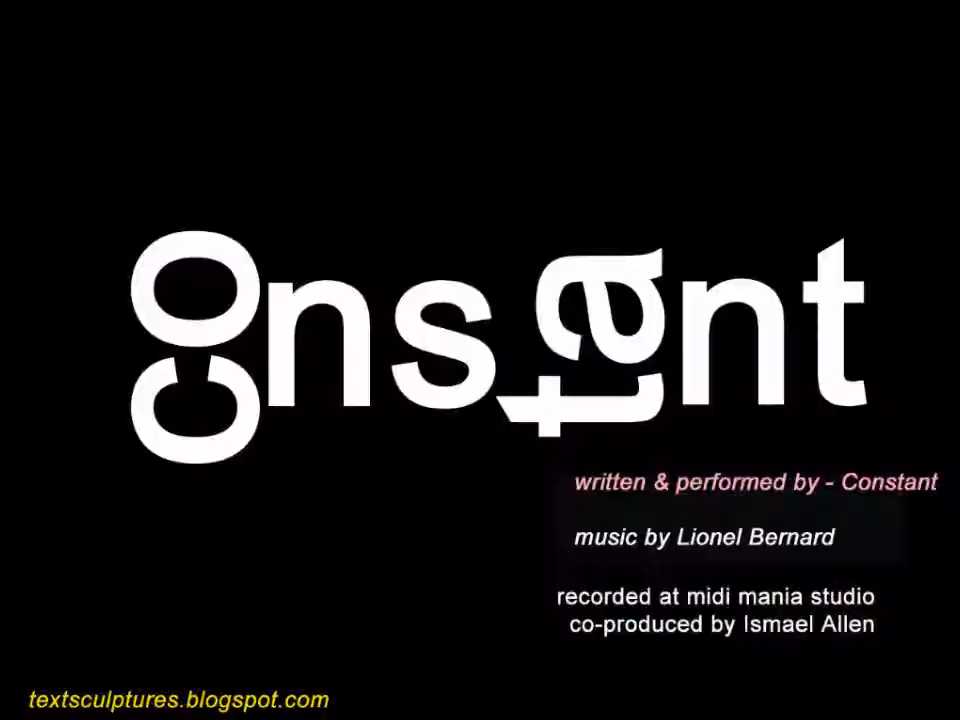 constant
written & performed by - Constant
music by Lionel Bernard
recorded at midi mania studio
co-produced by Ismael Allen
textsculptures.blogspot.com